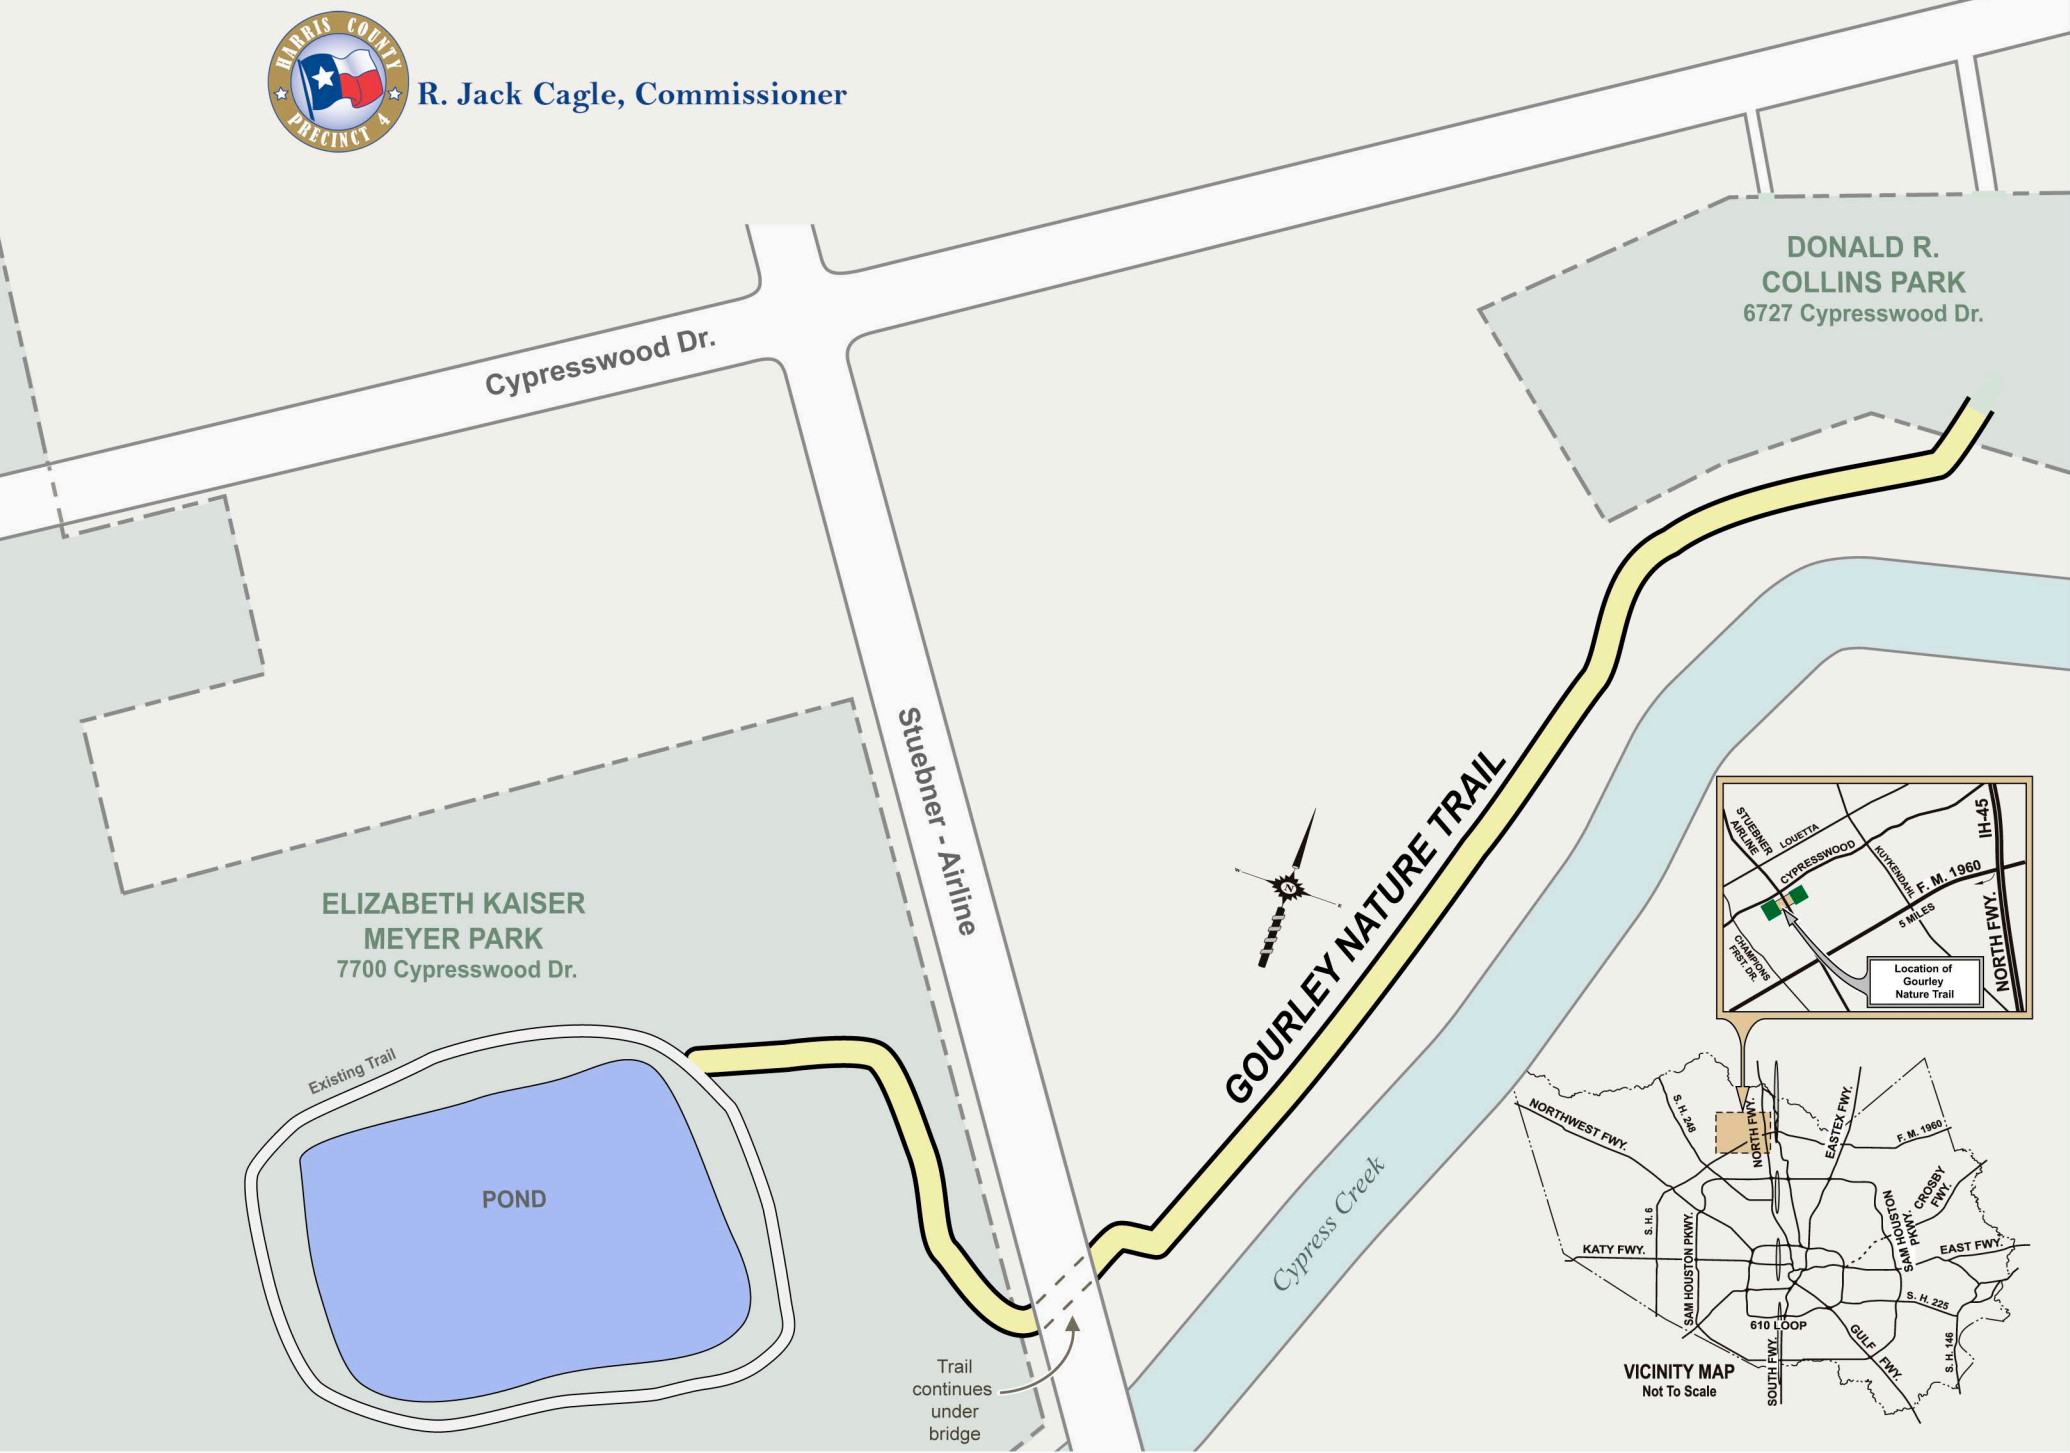 HARRIS COUNTY
PRECINCT 4
R. Jack Cagle, Commissioner
DONALD R.
COLLINS PARK
6727 Cypresswood Dr.
Cypresswood Dr.
Stuebner - Airline
ELIZABETH KAISER
MEYER PARK
7700 Cypresswood Dr.
GOURLEY NATURE TRAIL
N
Existing Trail
POND
Cypress Creek
Trail
continues
under
bridge
STUEBNER
AIRLINE
LOUETTA
CYPRESSWOOD
KUYKENDAHL
IH-45
F. M. 1960
5 MILES
NORTH FWY.
CHAMPIONS
FRST. DR.
Location of
Gourley
Nature Trail
NORTHWEST FWY.
S. H. 248
NORTH FWY.
EASTEX FWY.
F. M. 1960
CROSBY
FWY.
S. H. 6
SAM HOUSTON PKWY.
SAM HOUSTON
PKWY.
KATY FWY.
EAST FWY.
S. H. 225
610 LOOP
GULF FWY.
S. H. 146
SOUTH FWY.
VICINITY MAP
Not To Scale